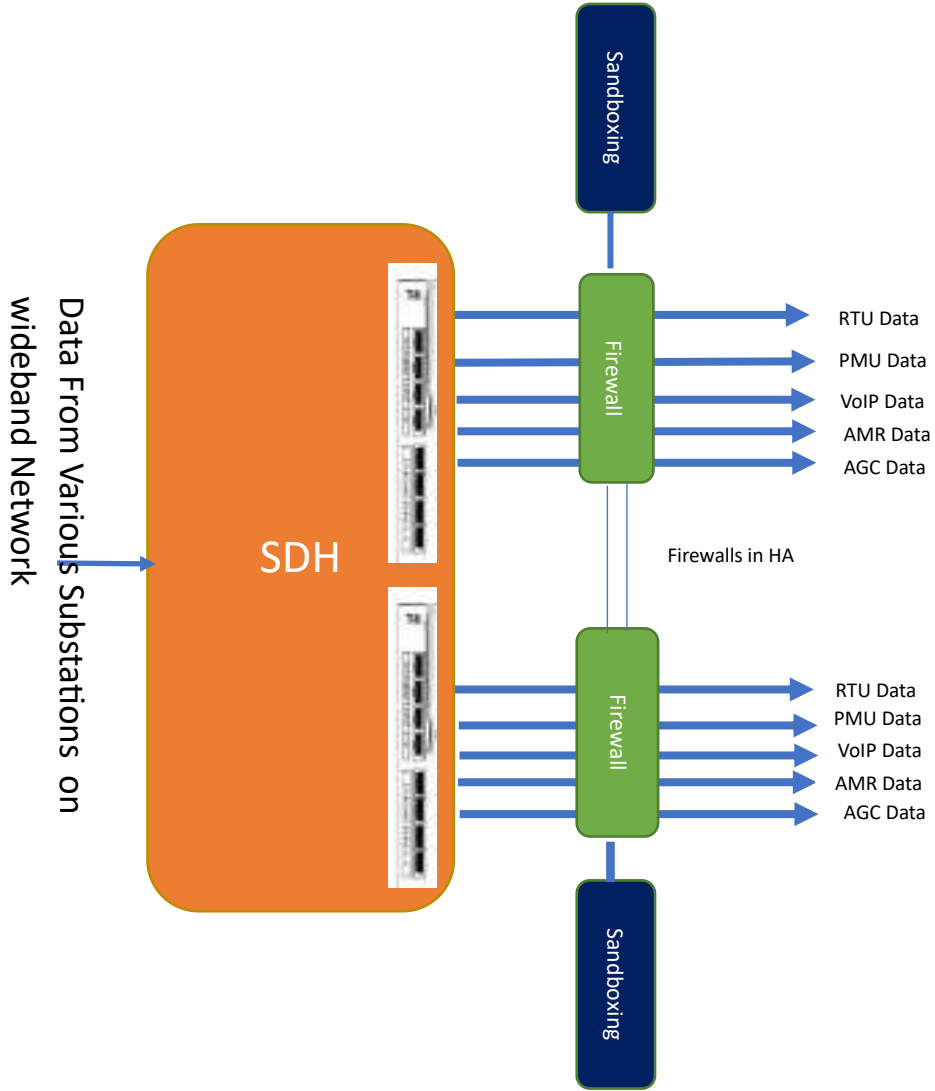 Sandboxing
Firewall
RTU Data
PMU Data
VoIP Data
AMR Data
AGC Data
Data From Various Substations on
wideband Network
SDH
Firewalls in HA
Firewall
RTU Data
PMU Data
VoIP Data
AMR Data
AGC Data
Sandboxing